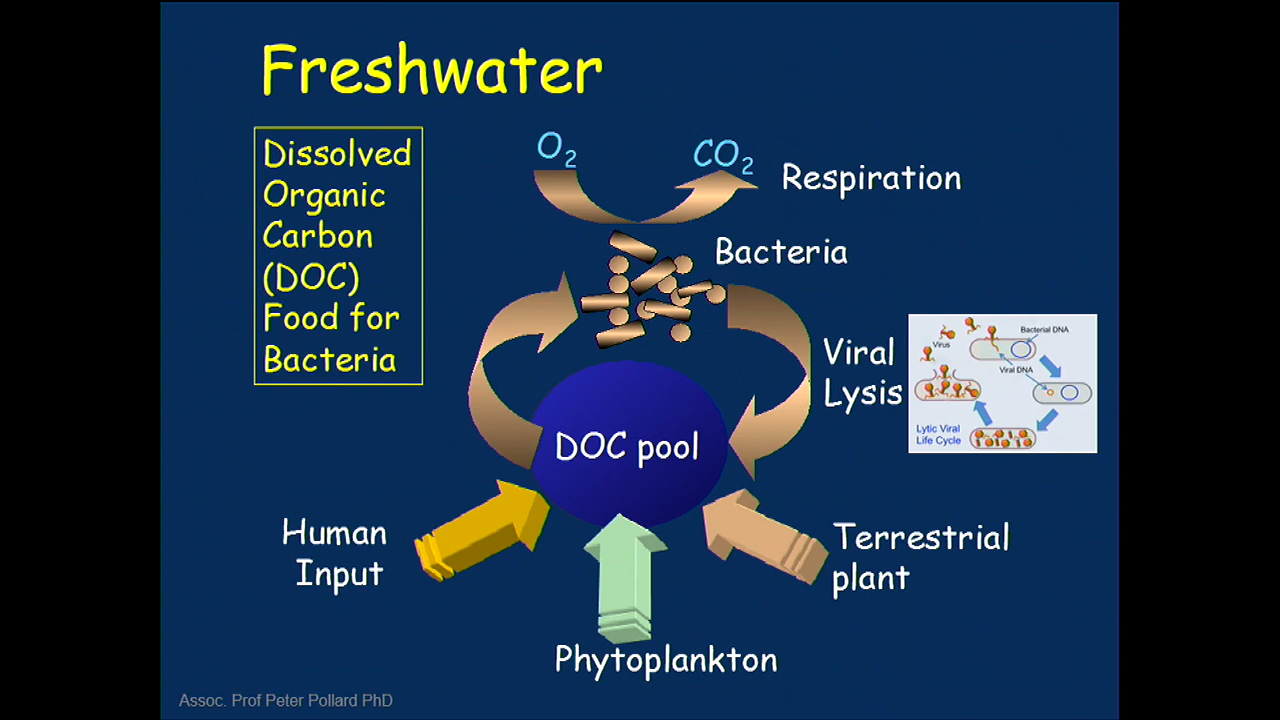 Freshwater
Dissolved
Organic
Carbon
(DOC)
Food for
Bacteria
O2
CO2
Respiration
Bacteria
Viral
Lysis
Virus
Bacterial DNA
Viral DNA
Lytic Viral
Life Cycle
DOC pool
Human
Input
Terrestrial
plant
Phytoplankton
Assoc. Prof Peter Pollard PhD